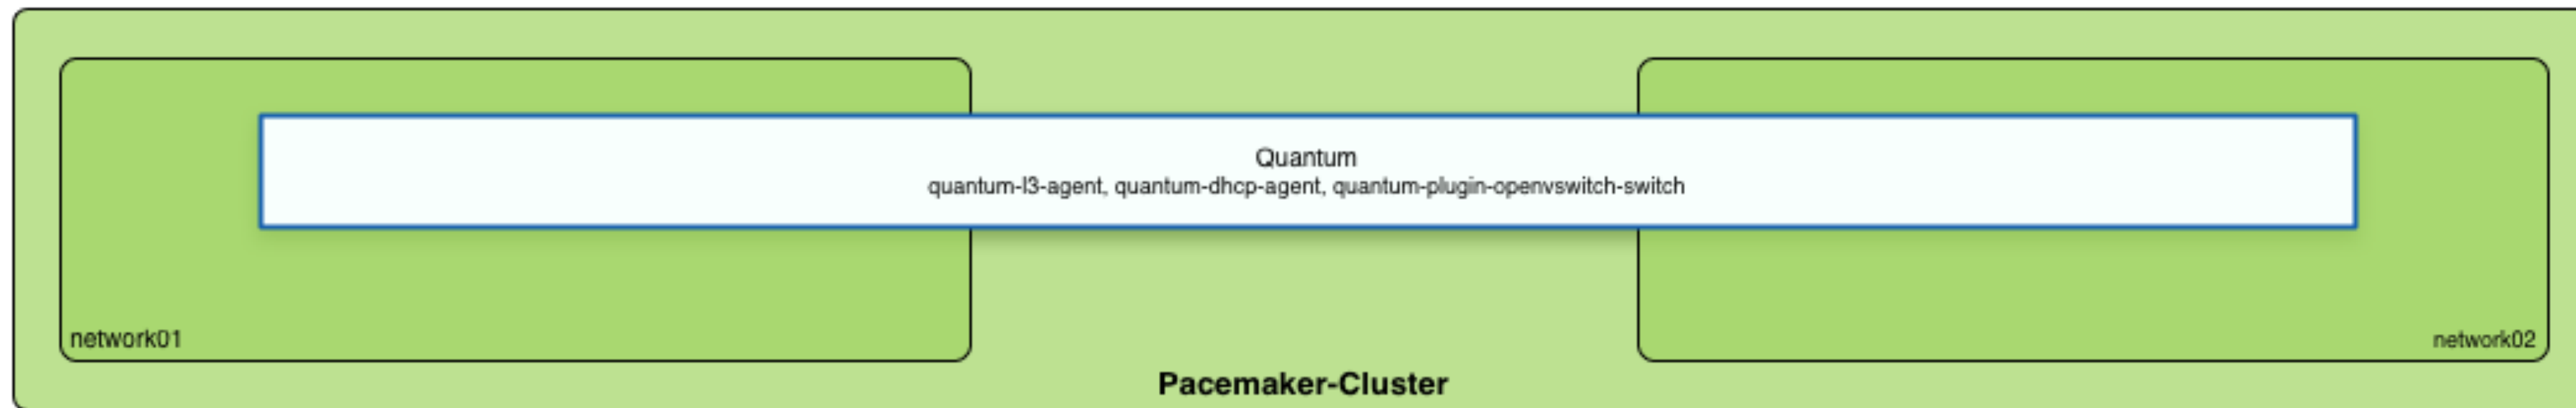 Quantum
quantum-l3-agent, quantum-dhcp-agent, quantum-plugin-openvswitch-switch
network01
network02
Pacemaker-Cluster